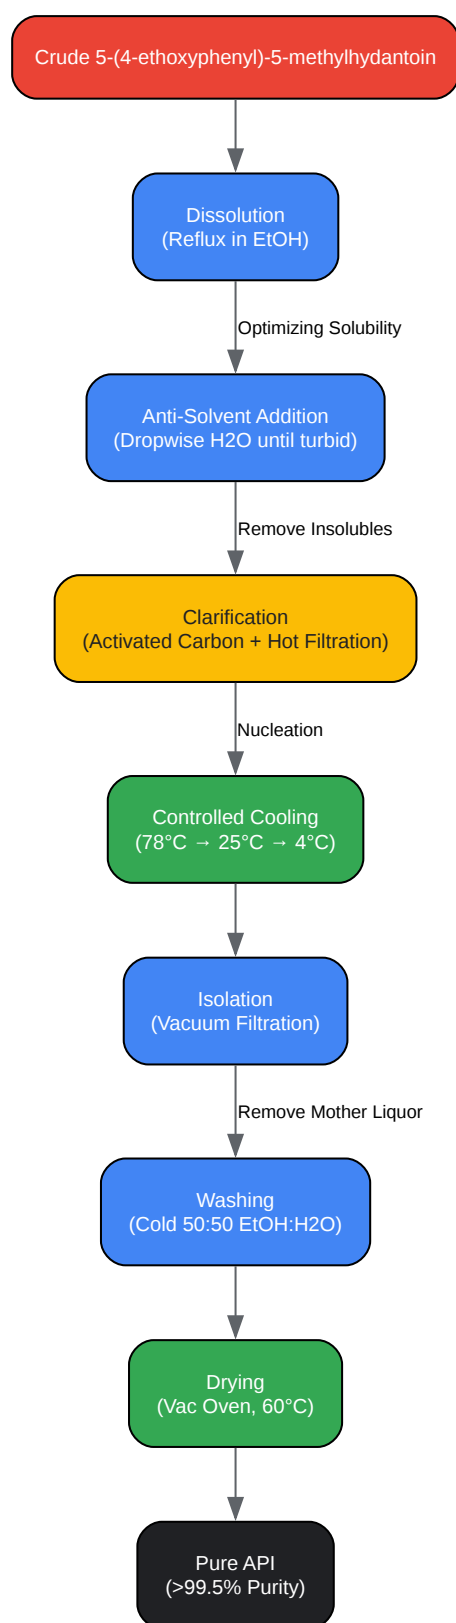 Crude 5-(4-ethoxyphenyl)-5-methylhydantoin
Dissolution
(Reflux in EtOH)
Optimizing Solubility
Anti-Solvent Addition
(Dropwise H2O until turbid)
Remove Insolubles
Clarification
(Activated Carbon + Hot Filtration)
Nucleation
Controlled Cooling
(78°C → 25°C → 4°C)
Isolation
(Vacuum Filtration)
Remove Mother Liquor
Washing
(Cold 50:50 EtOH:H2O)
Drying
(Vac Oven, 60°C)
Pure API
(>99.5% Purity)